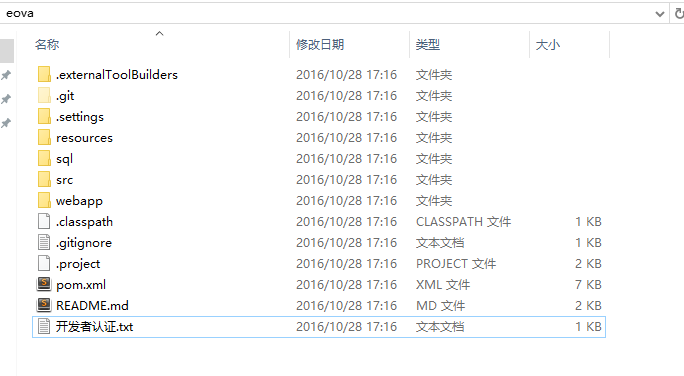 eova
名称 修改日期 类型 大小
.externalToolBuilders 2016/10/28 17:16 文件夹
.git 2016/10/28 17:16 文件夹
.settings 2016/10/28 17:16 文件夹
resources 2016/10/28 17:16 文件夹
sql 2016/10/28 17:16 文件夹
src 2016/10/28 17:16 文件夹
webapp 2016/10/28 17:16 文件夹
.classpath 2016/10/28 17:16 CLASSPATH 文件 1 KB
.gitignore 2016/10/28 17:16 文本文档 1 KB
.project 2016/10/28 17:16 PROJECT 文件 2 KB
pom.xml 2016/10/28 17:16 XML 文件 7 KB
README.md 2016/10/28 17:16 MD 文件 2 KB
开发者认证.txt 2016/10/28 17:16 文本文档 1 KB